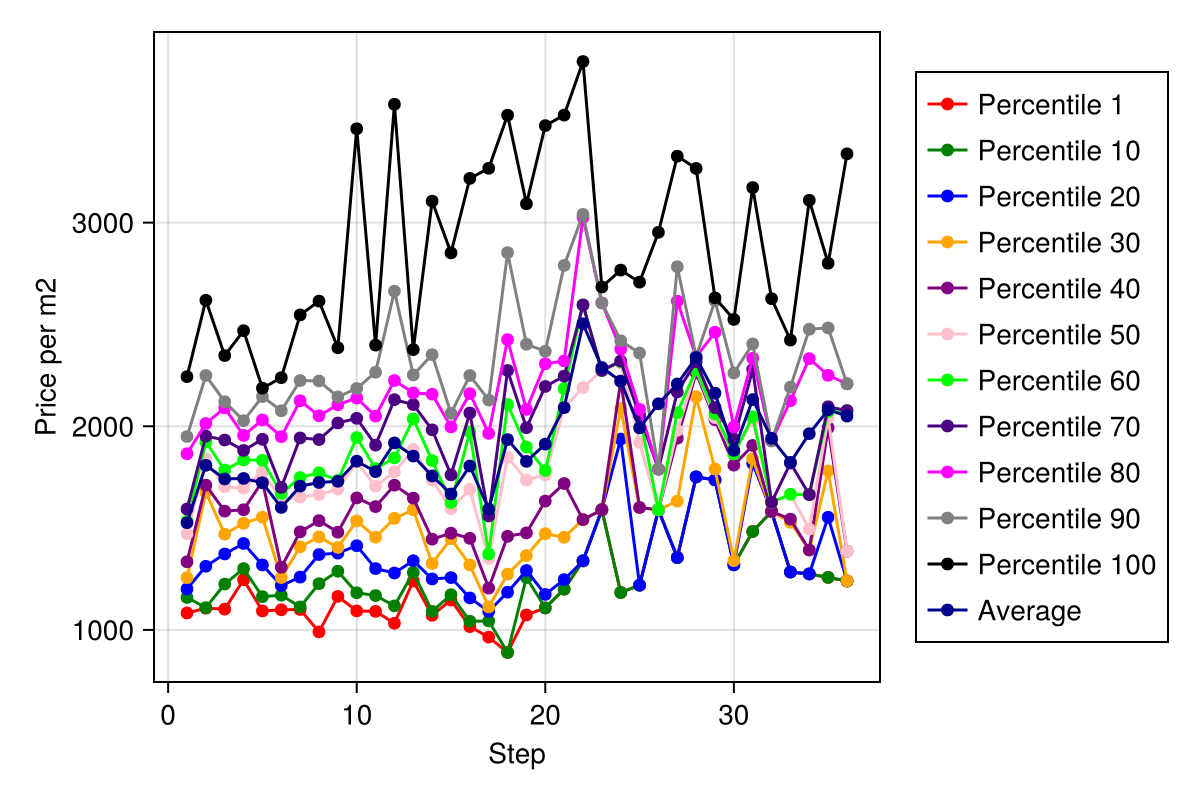 Price per m2
3000
2000
1000
0 10 20 30
Step
Percentile 1
Percentile 10
Percentile 20
Percentile 30
Percentile 40
Percentile 50
Percentile 60
Percentile 70
Percentile 80
Percentile 90
Percentile 100
Average